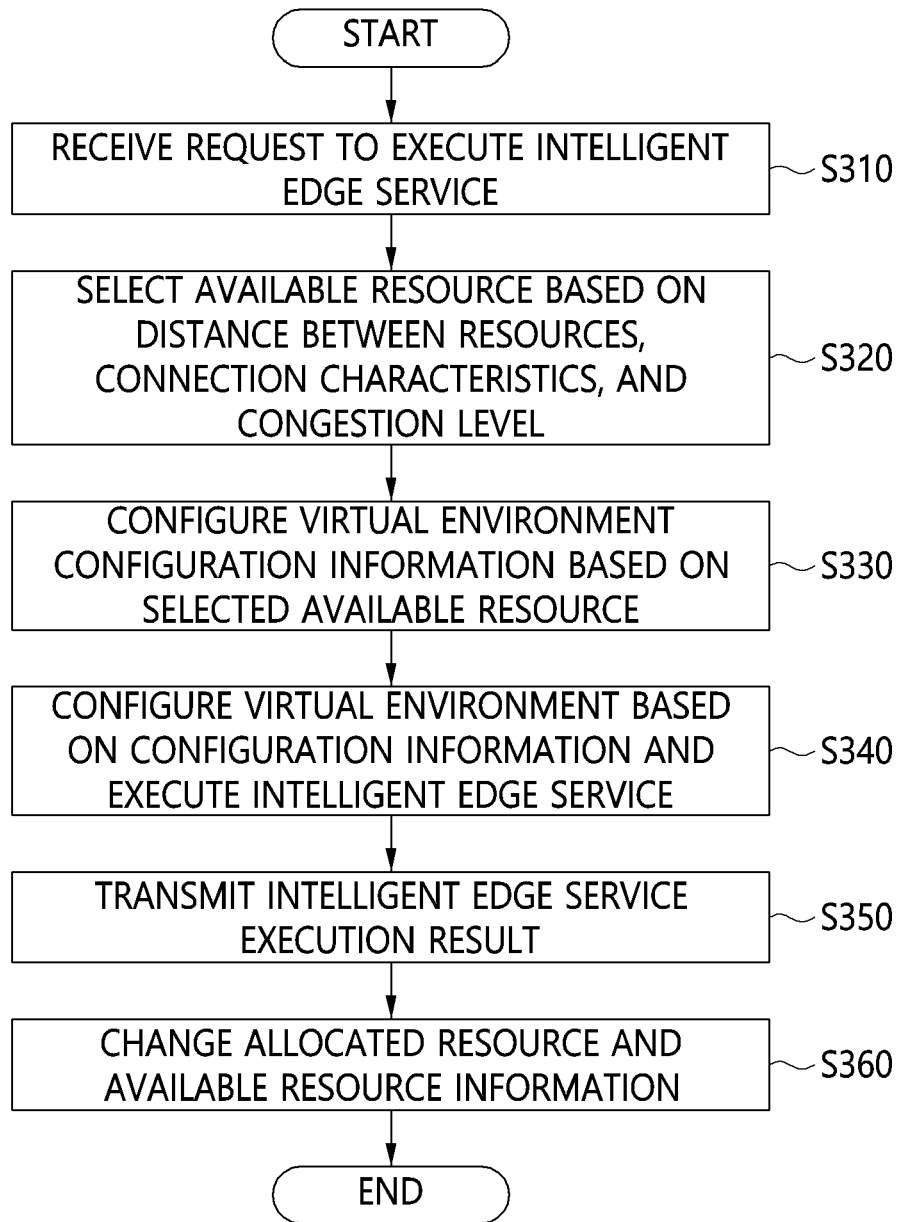 START
RECEIVE REQUEST TO EXECUTE INTELLIGENT
EDGE SERVICE
S310
SELECT AVAILABLE RESOURCE BASED ON
DISTANCE BETWEEN RESOURCES,
CONNECTION CHARACTERISTICS, AND
CONGESTION LEVEL
S320
CONFIGURE VIRTUAL ENVIRONMENT
CONFIGURATION INFORMATION BASED ON
SELECTED AVAILABLE RESOURCE
S330
CONFIGURE VIRTUAL ENVIRONMENT BASED
ON CONFIGURATION INFORMATION AND
EXECUTE INTELLIGENT EDGE SERVICE
S340
TRANSMIT INTELLIGENT EDGE SERVICE
EXECUTION RESULT
S350
CHANGE ALLOCATED RESOURCE AND
AVAILABLE RESOURCE INFORMATION
S360
END